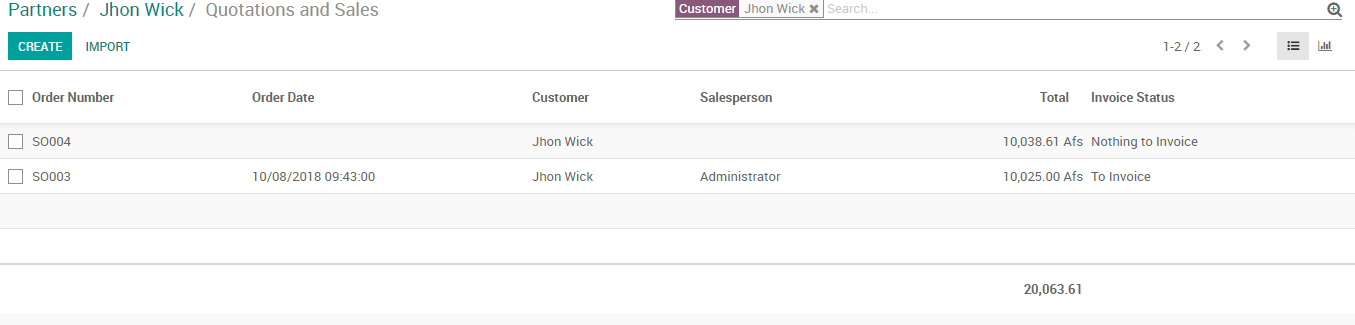 Partners / Jhon Wick / Quotations and Sales
Customer Jhon Wick ✖ Search...
CREATE IMPORT 1-2 / 2
Order Number Order Date Customer Salesperson Total Invoice Status
SO004 Jhon Wick 10,038.61 Afs Nothing to Invoice
SO003 10/08/2018 09:43:00 Jhon Wick Administrator 10,025.00 Afs To Invoice
20,063.61